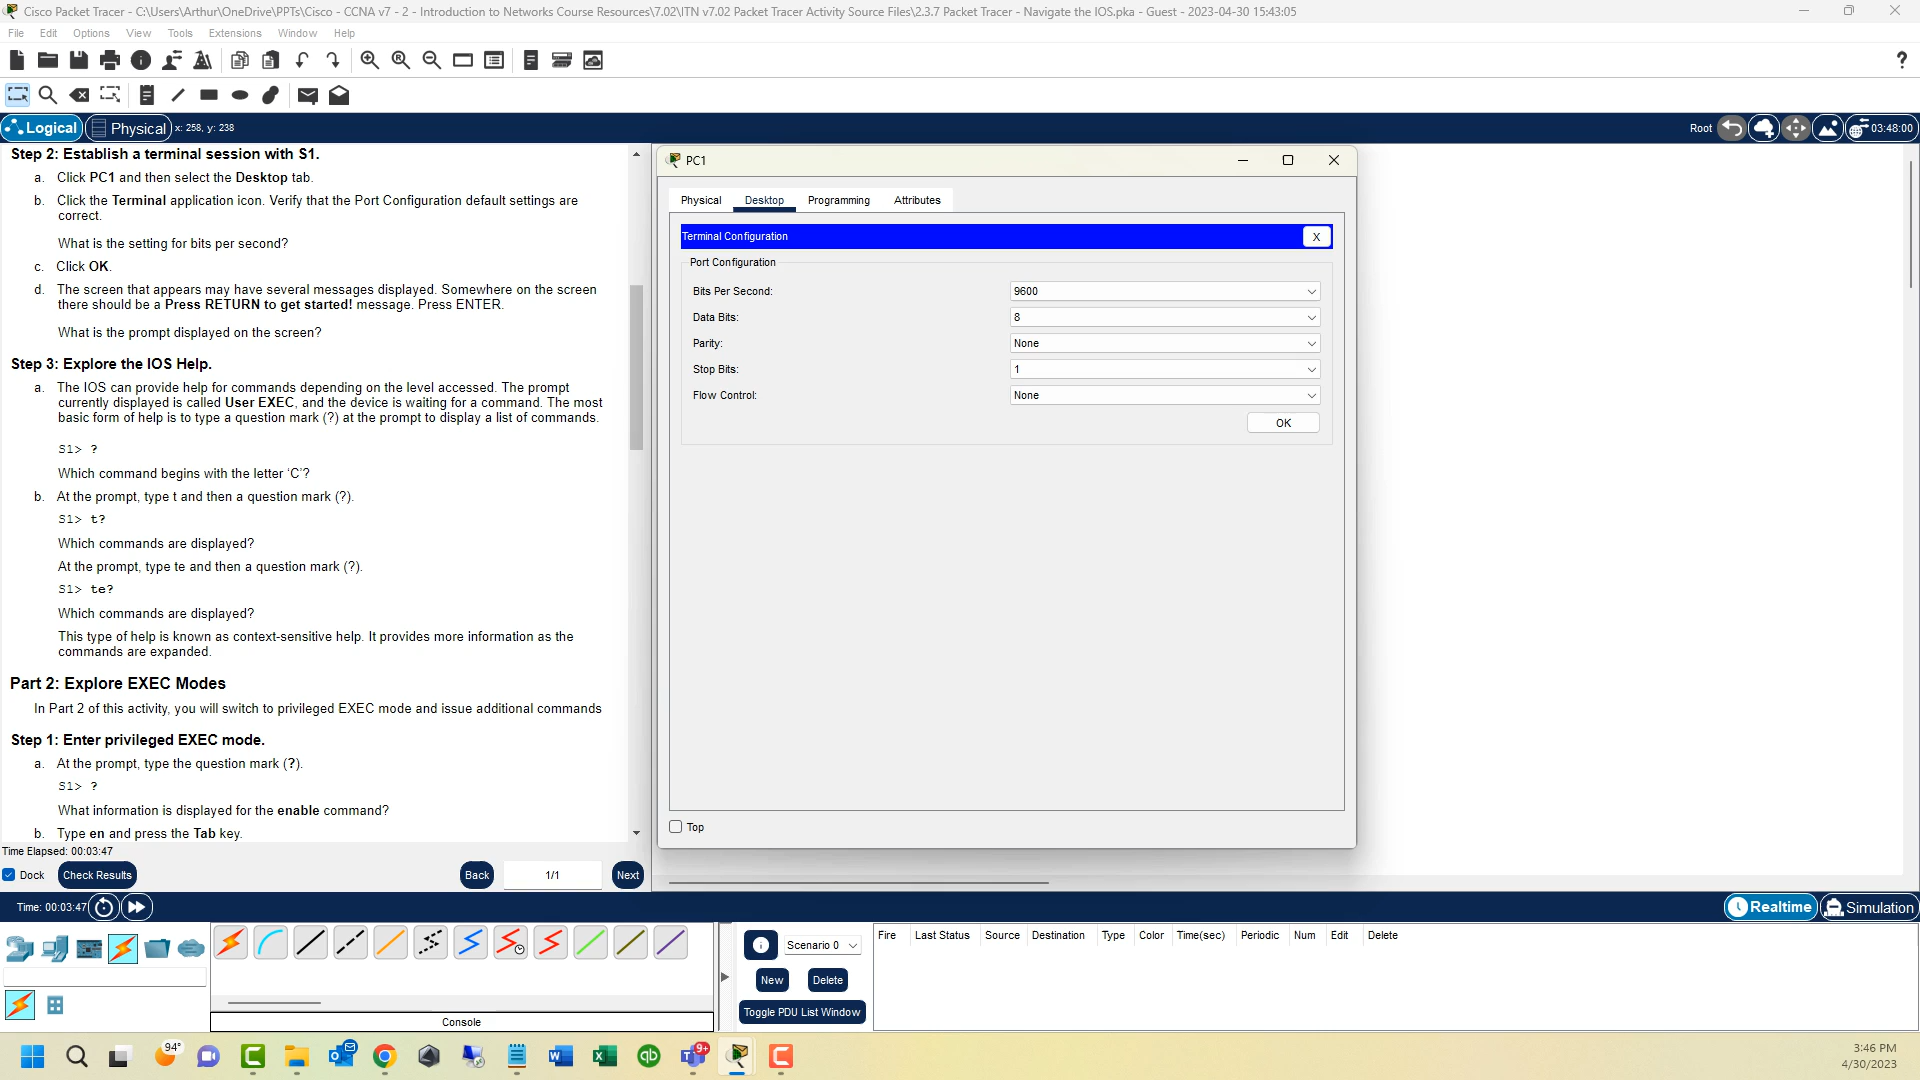 Cisco Packet Tracer - C:\Users\Arthur\OneDrive\PPTs\Cisco - CCNA v7 - 2 - Introduction to Networks Course Resources\7.02\ITN v7.02 Packet Tracer Activity Source Files\2.3.7 Packet Tracer - Navigate the IOS.pka - Guest - 2023-04-30 15:43:05
File Edit Options View Tools Extensions Window Help
Logical Physical x: 258, y: 238 Root 03:48:00
Step 2: Establish a terminal session with S1.
a. Click PC1 and then select the Desktop tab.
b. Click the Terminal application icon. Verify that the Port Configuration default settings are
correct.
What is the setting for bits per second?
c. Click OK.
d. The screen that appears may have several messages displayed. Somewhere on the screen
there should be a Press RETURN to get started! message. Press ENTER.
What is the prompt displayed on the screen?
Step 3: Explore the IOS Help.
a. The IOS can provide help for commands depending on the level accessed. The prompt
currently displayed is called User EXEC, and the device is waiting for a command. The most
basic form of help is to type a question mark (?) at the prompt to display a list of commands.
S1> ?
Which command begins with the letter ‘C’?
b. At the prompt, type t and then a question mark (?).
S1> t?
Which commands are displayed?
At the prompt, type te and then a question mark (?).
S1> te?
Which commands are displayed?
This type of help is known as context-sensitive help. It provides more information as the
commands are expanded.
Part 2: Explore EXEC Modes
In Part 2 of this activity, you will switch to privileged EXEC mode and issue additional commands
Step 1: Enter privileged EXEC mode.
a. At the prompt, type the question mark (?).
S1> ?
What information is displayed for the enable command?
b. Type en and press the Tab key.
Time Elapsed: 00:03:47
Dock Check Results Back 1/1 Next
PC1
Physical Desktop Programming Attributes
Terminal Configuration X
Port Configuration
Bits Per Second: 9600
Data Bits: 8
Parity: None
Stop Bits: 1
Flow Control: None
OK
Top
Time: 00:03:47 Realtime Simulation
Console
Scenario 0
New Delete
Toggle PDU List Window
Fire Last Status Source Destination Type Color Time(sec) Periodic Num Edit Delete
94°
9+
3:46 PM
4/30/2023